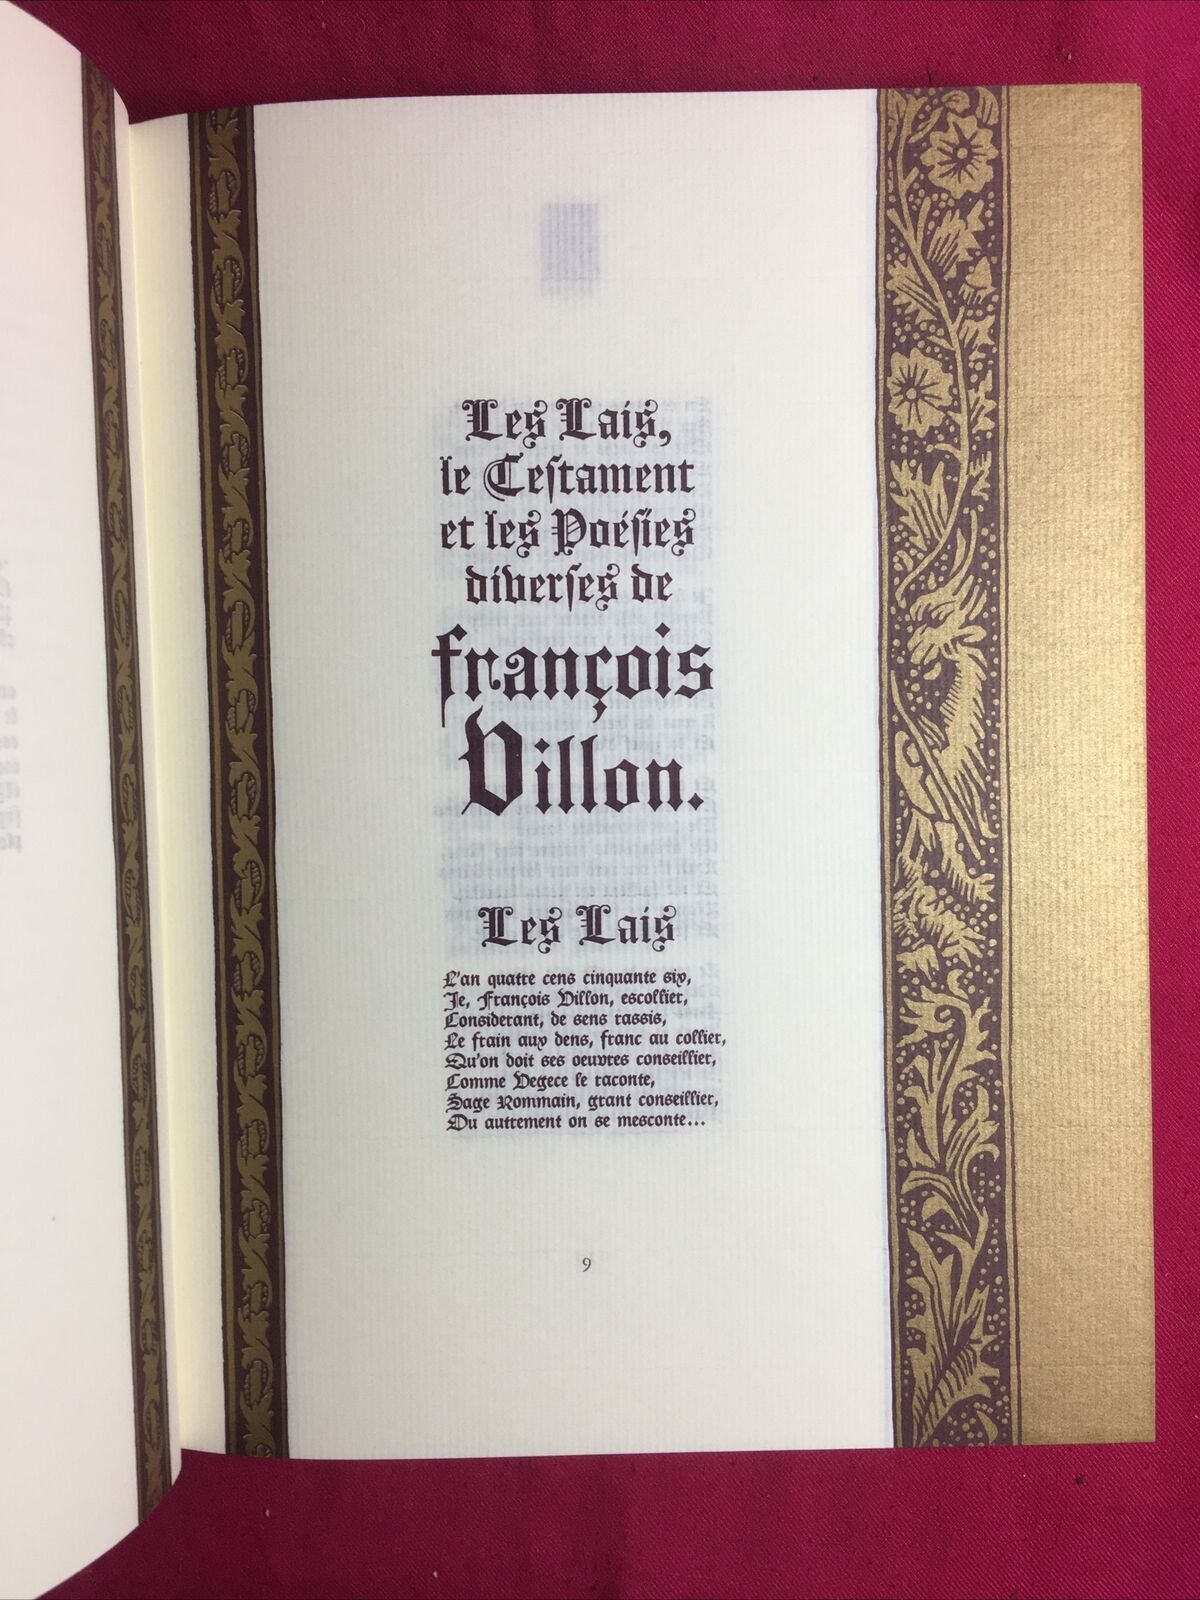 Les Lais,
le Testament
et les Poésies
diverses de
françois
Villon.
Les Lais
L'an quatre cens cinquante six,
Je, François Villon, escollier,
Considerant, de sens rassis,
Le frain aux dens, franc au collier,
Qu'on doit ses oeuvres conseillier,
Comme Vegece le raconte,
Sage Rommain, grant conseillier,
Ou autrement on se mesconte...
9